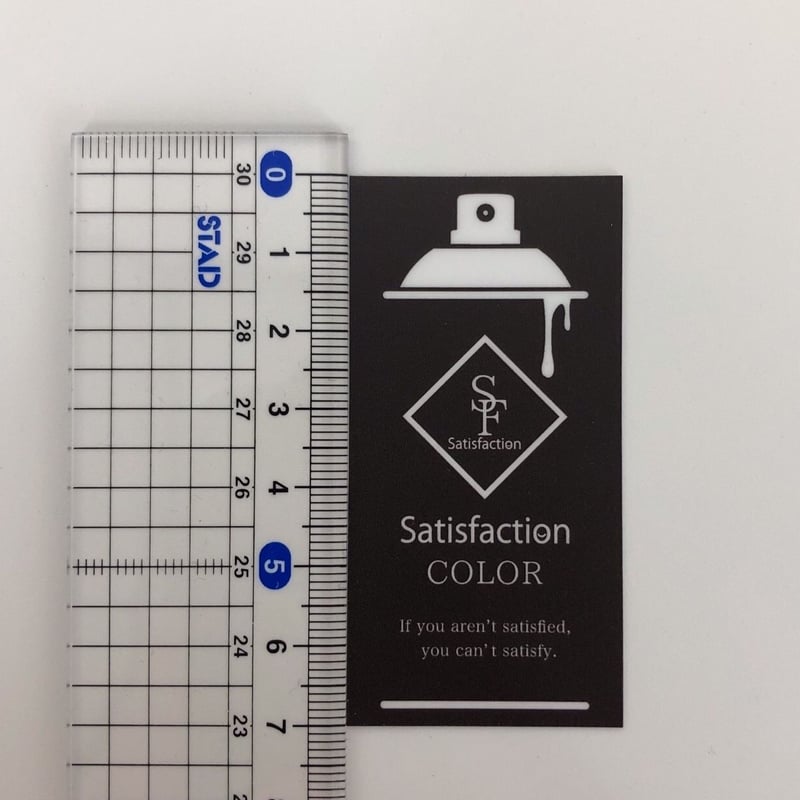 STAD
0
1
2
3
4
5
6
7
30
29
28
27
26
25
24
23
SF
Satisfaction
Satisfaction
COLOR
If you aren't satisfied,
you can't satisfy.